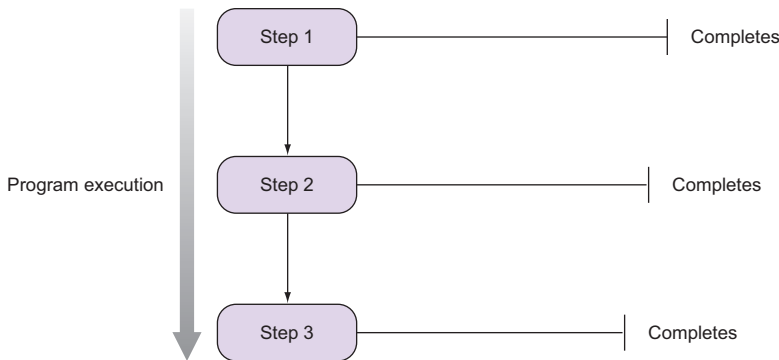 Step 1
Completes
Program execution
Step 2
Completes
Step 3
Completes